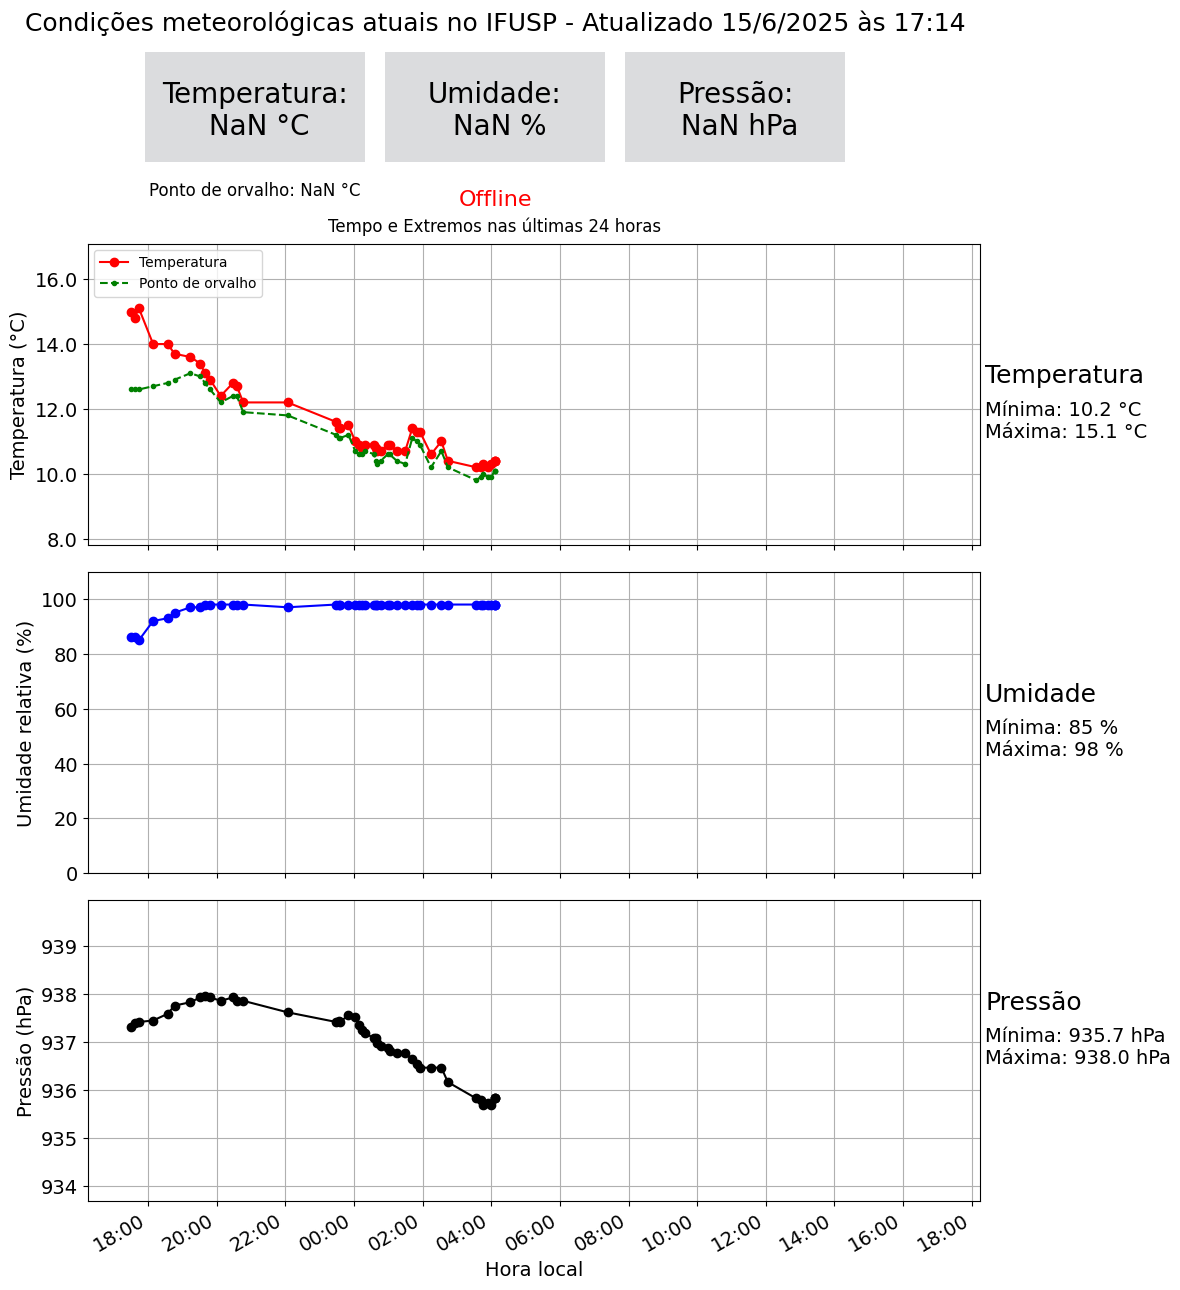 Condições meteorológicas atuais no IFUSP - Atualizado 15/6/2025 às 17:14
Temperatura:
NaN °C
Umidade:
NaN %
Pressão:
NaN hPa
Ponto de orvalho: NaN °C
Offline
Tempo e Extremos nas últimas 24 horas
Temperatura
Ponto de orvalho
Temperatura (°C)
16.0
14.0
12.0
10.0
8.0
Temperatura
Mínima: 10.2 °C
Máxima: 15.1 °C
Umidade relativa (%)
100
80
60
40
20
0
Umidade
Mínima: 85 %
Máxima: 98 %
Pressão (hPa)
939
938
937
936
935
934
Pressão
Mínima: 935.7 hPa
Máxima: 938.0 hPa
18:00
20:00
22:00
00:00
02:00
04:00
06:00
08:00
10:00
12:00
14:00
16:00
18:00
Hora local